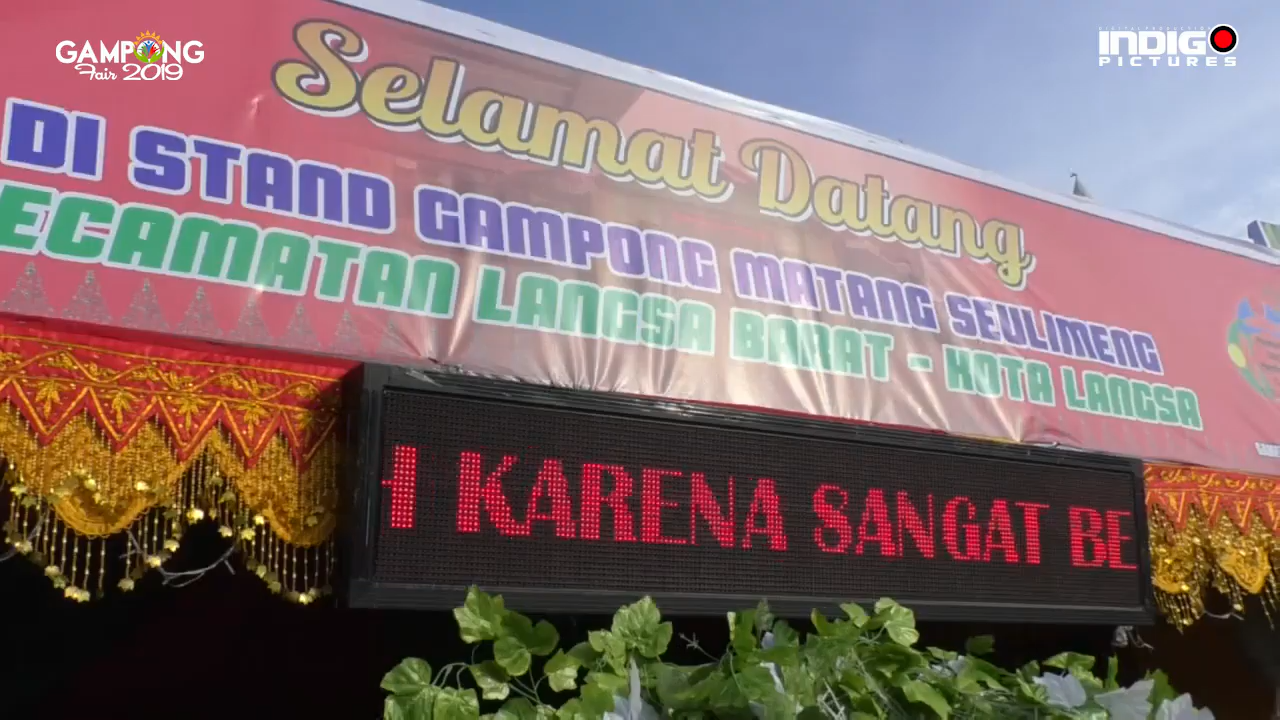 GAMPONG
Fair 2019
INDIGO
PICTURES
Selamat Datang
DI STAND GAMPONG MATANG SEULIMENG
ECAMATAN LANGSA BARAT - KOTA LANGSA
KARENA SANGAT BE